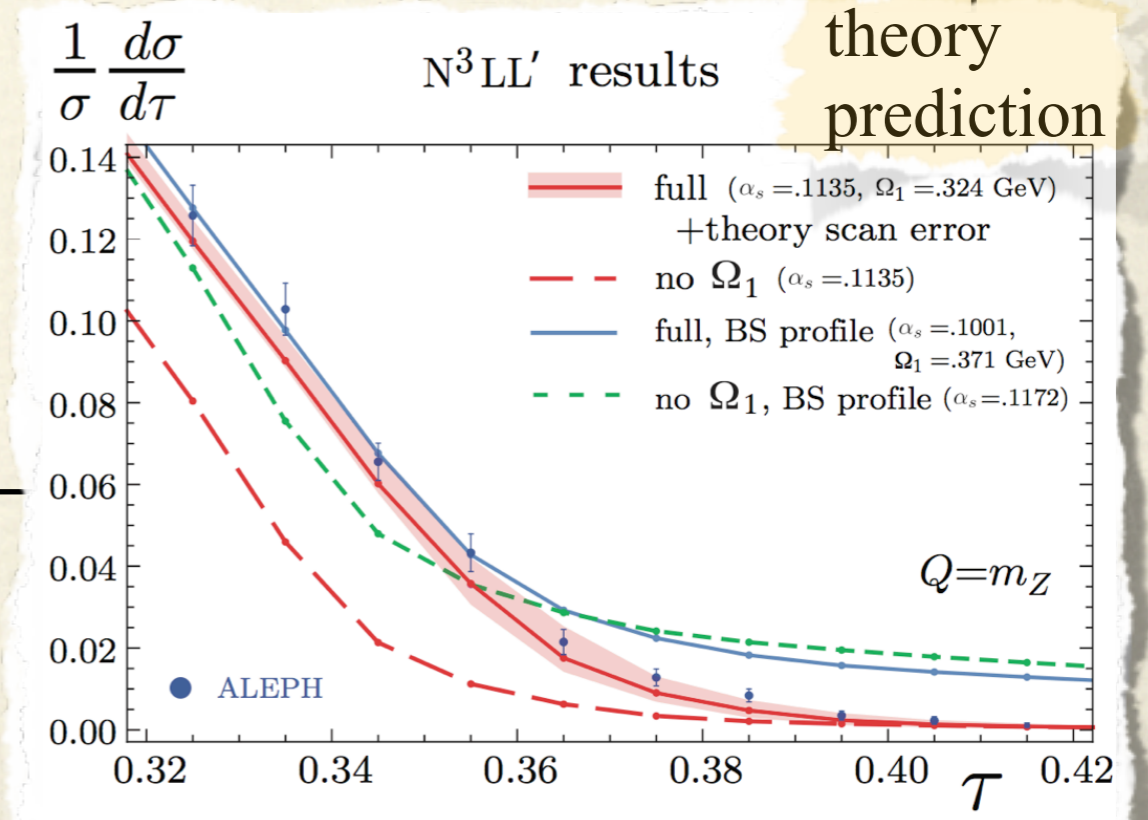 theory
prediction
1/σ dσ/dτ
N³LL′ results
full (αₛ =.1135, Ω₁ =.324 GeV)
+theory scan error
no Ω₁ (αₛ =.1135)
full, BS profile (αₛ =.1001,
Ω₁ =.371 GeV)
no Ω₁, BS profile (αₛ=.1172)
Q=m_Z
ALEPH
0.14
0.12
0.10
0.08
0.06
0.04
0.02
0.00
0.32 0.34 0.36 0.38 0.40 τ 0.42